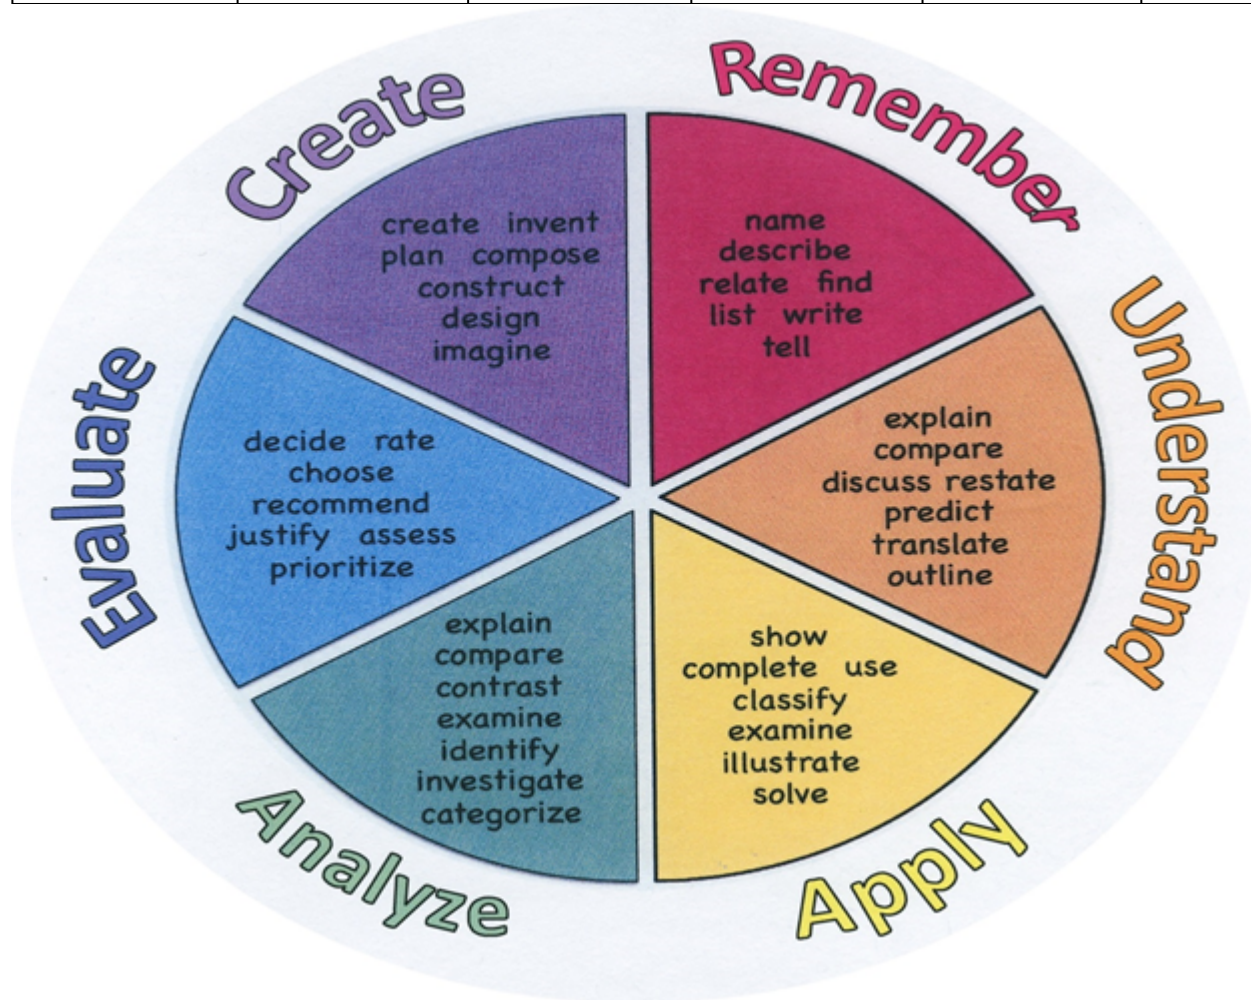 Remember
name
describe
relate find
list write
tell
Understand
explain
compare
discuss restate
predict
translate
outline
Apply
show
complete use
classify
examine
illustrate
solve
Analyze
explain
compare
contrast
examine
identify
investigate
categorize
Evaluate
decide rate
choose
recommend
justify assess
prioritize
Create
create invent
plan compose
construct
design
imagine